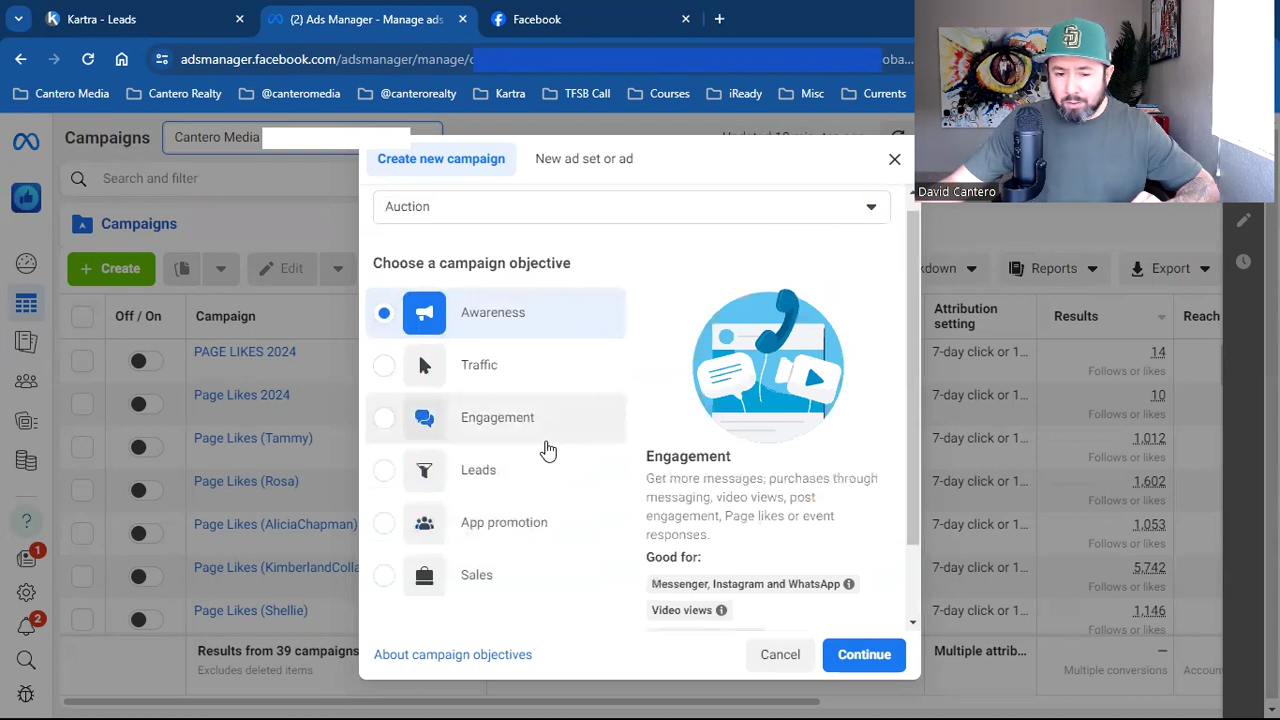 Kartra - Leads
(2) Ads Manager - Manage ads
Facebook
adsmanager.facebook.com/adsmanager/manage/c
oba...
Cantero Media
Cantero Realty
@canteromedia
@canterorealty
Kartra
TFSB Call
Courses
iReady
Misc
Currents
David Cantero
Campaigns
Cantero Media
Create new campaign
New ad set or ad
Search and filter
Auction
Campaigns
Create
Edit
kdown
Reports
Export
Choose a campaign objective
Off / On
Campaign
Attribution
setting
Results
Reach
Awareness
Traffic
Engagement
Leads
App promotion
Sales
Engagement
Get more messages; purchases through
messaging, video views, post
engagement, Page likes or event
responses.
Good for:
Messenger, Instagram and WhatsApp
Video views
PAGE LIKES 2024
7-day click or 1...
14
Follows or likes
Page Likes 2024
7-day click or 1...
10
Follows or likes
Page Likes (Tammy)
7-day click or 1...
1,012
Follows or likes
Page Likes (Rosa)
7-day click or 1...
1,602
Follows or likes
Page Likes (AliciaChapman)
7-day click or 1...
1,053
Follows or likes
Page Likes (KimberlandColla
7-day click or 1...
5,742
Follows or likes
Page Likes (Shellie)
7-day click or 1...
1,146
Follows or likes
1
2
Results from 39 campaigns
Excludes deleted items
Multiple attrib...
—
Multiple conversions
Account
About campaign objectives
Cancel
Continue